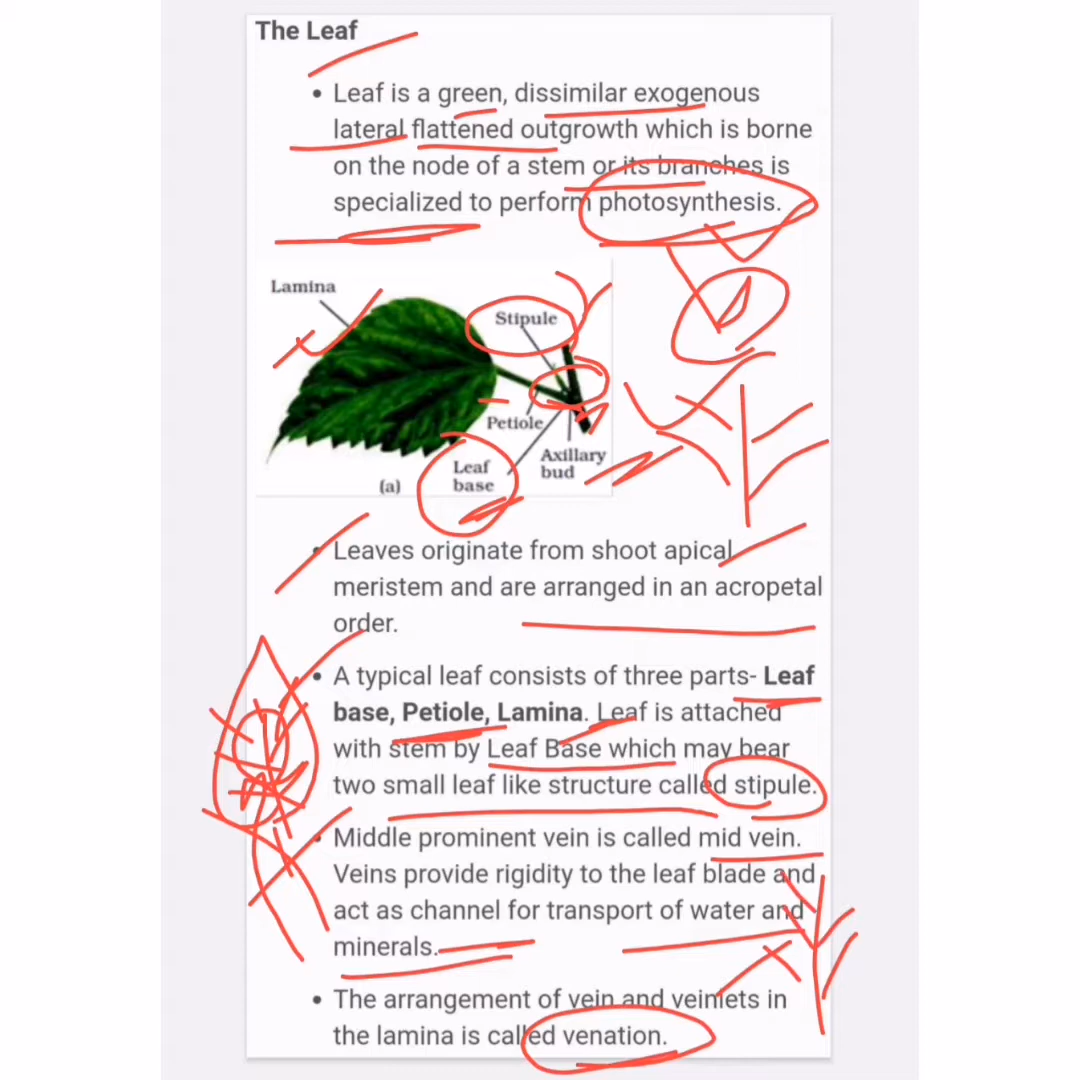 The Leaf
• Leaf is a green, dissimilar exogenous
lateral flattened outgrowth which is borne
on the node of a stem or its branches is
specialized to perform photosynthesis.
Lamina
Stipule
Petiole
Axillary
bud
Leaf
base
(a)
• Leaves originate from shoot apical
meristem and are arranged in an acropetal
order.
• A typical leaf consists of three parts- Leaf
base, Petiole, Lamina. Leaf is attached
with stem by Leaf Base which may bear
two small leaf like structure called stipule.
• Middle prominent vein is called mid vein.
Veins provide rigidity to the leaf blade and
act as channel for transport of water and
minerals.
• The arrangement of vein and veinlets in
the lamina is called venation.